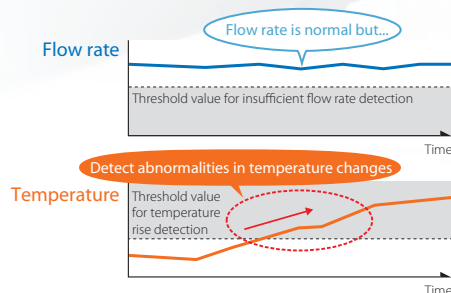 Flow rate is normal but...
Flow rate
Threshold value for insufficient flow rate detection
Time
Detect abnormalities in temperature changes
Temperature
Threshold value
for temperature
rise detection
Time